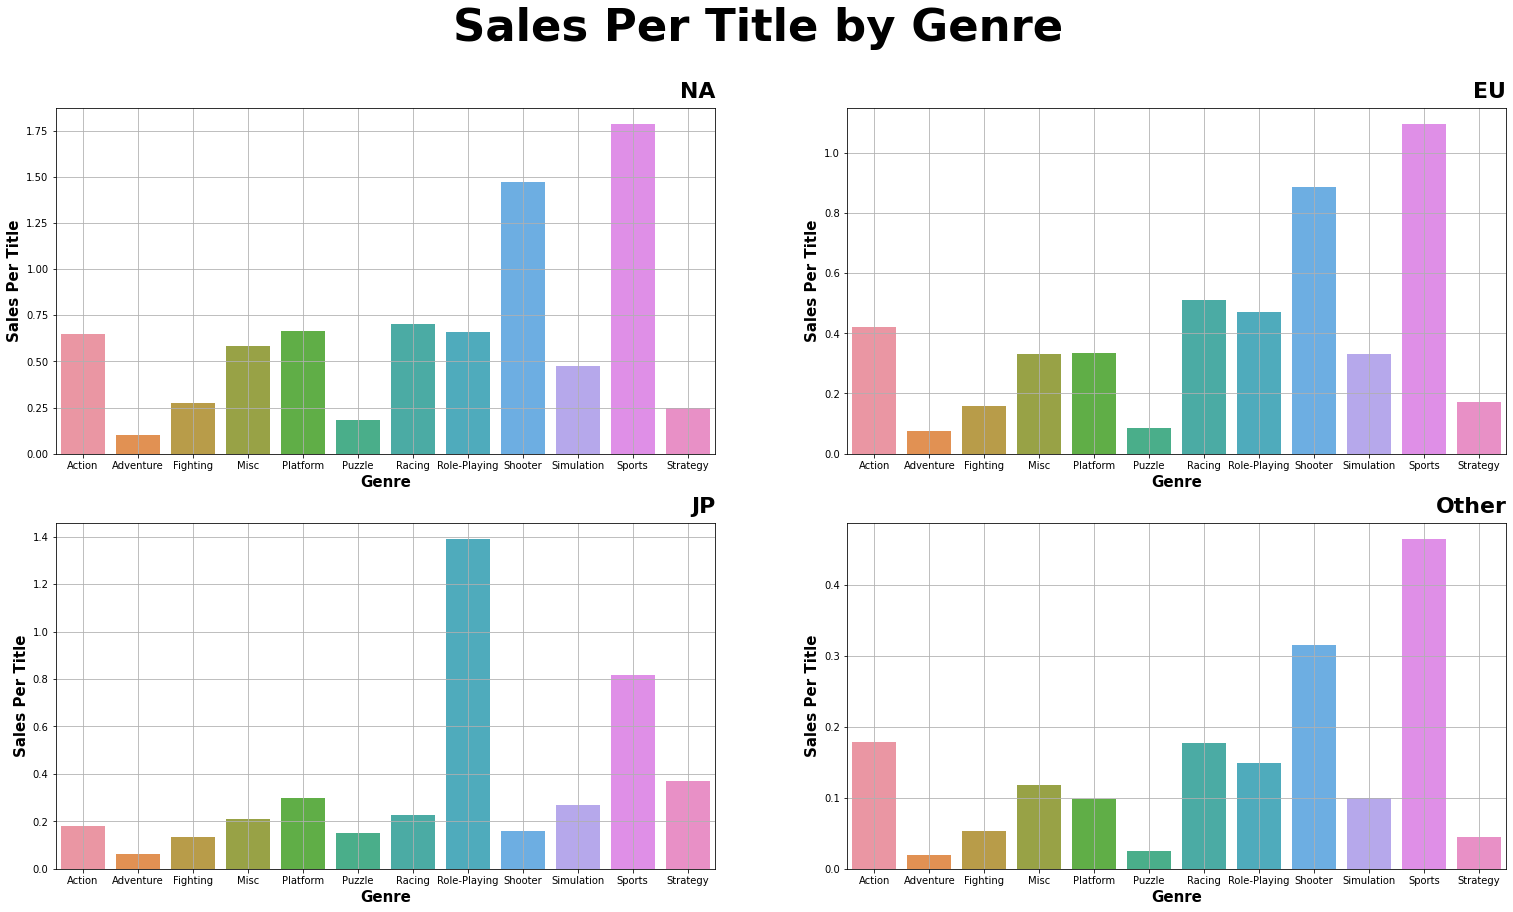 Sales Per Title by Genre
NA
Sales Per Title
1.75
1.50
1.25
1.00
0.75
0.50
0.25
0.00
Action Adventure Fighting Misc Platform Puzzle Racing Role-Playing Shooter Simulation Sports Strategy
Genre
EU
Sales Per Title
1.0
0.8
0.6
0.4
0.2
0.0
Action Adventure Fighting Misc Platform Puzzle Racing Role-Playing Shooter Simulation Sports Strategy
Genre
JP
Sales Per Title
1.4
1.2
1.0
0.8
0.6
0.4
0.2
0.0
Action Adventure Fighting Misc Platform Puzzle Racing Role-Playing Shooter Simulation Sports Strategy
Genre
Other
Sales Per Title
0.4
0.3
0.2
0.1
0.0
Action Adventure Fighting Misc Platform Puzzle Racing Role-Playing Shooter Simulation Sports Strategy
Genre